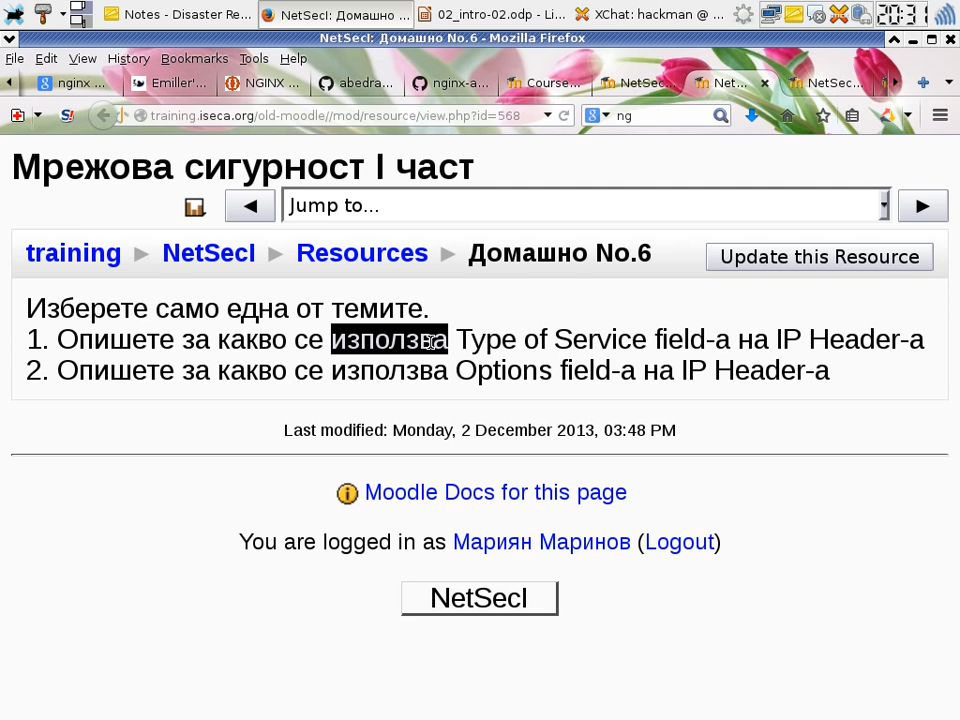 Notes - Disaster Re...
NetSecI: Домашно ...
02_intro-02.odp - Li...
XChat: hackman @ ...
20:31
NetSecI: Домашно No.6 - Mozilla Firefox
File Edit View History Bookmarks Tools Help
nginx ...
Emiller'...
NGINX ...
abedra...
nginx-a...
Course...
NetSec...
Net...
NetSec...
training.iseca.org/old-moodle//mod/resource/view.php?id=568
ng
Мрежова сигурност I част
Jump to...
training ► NetSecI ► Resources ► Домашно No.6
Update this Resource
Изберете само една от темите.
1. Опишете за какво се използва Type of Service field-а на IP Header-а
2. Опишете за какво се използва Options field-а на IP Header-а
Last modified: Monday, 2 December 2013, 03:48 PM
Moodle Docs for this page
You are logged in as Мариян Маринов (Logout)
NetSecI